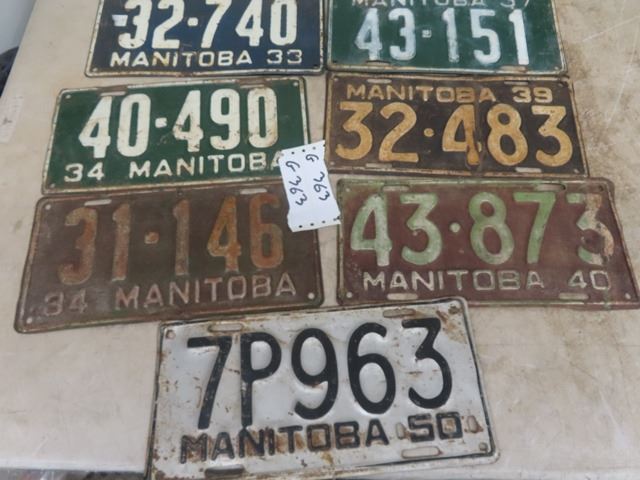 32-740
MANITOBA 33
MANITOBA 37
43-151
40-490
34 MANITOBA
MANITOBA 39
32-483
G 363
G 363
31-146
34 MANITOBA
43-873
MANITOBA 40
7P963
MANITOBA 50